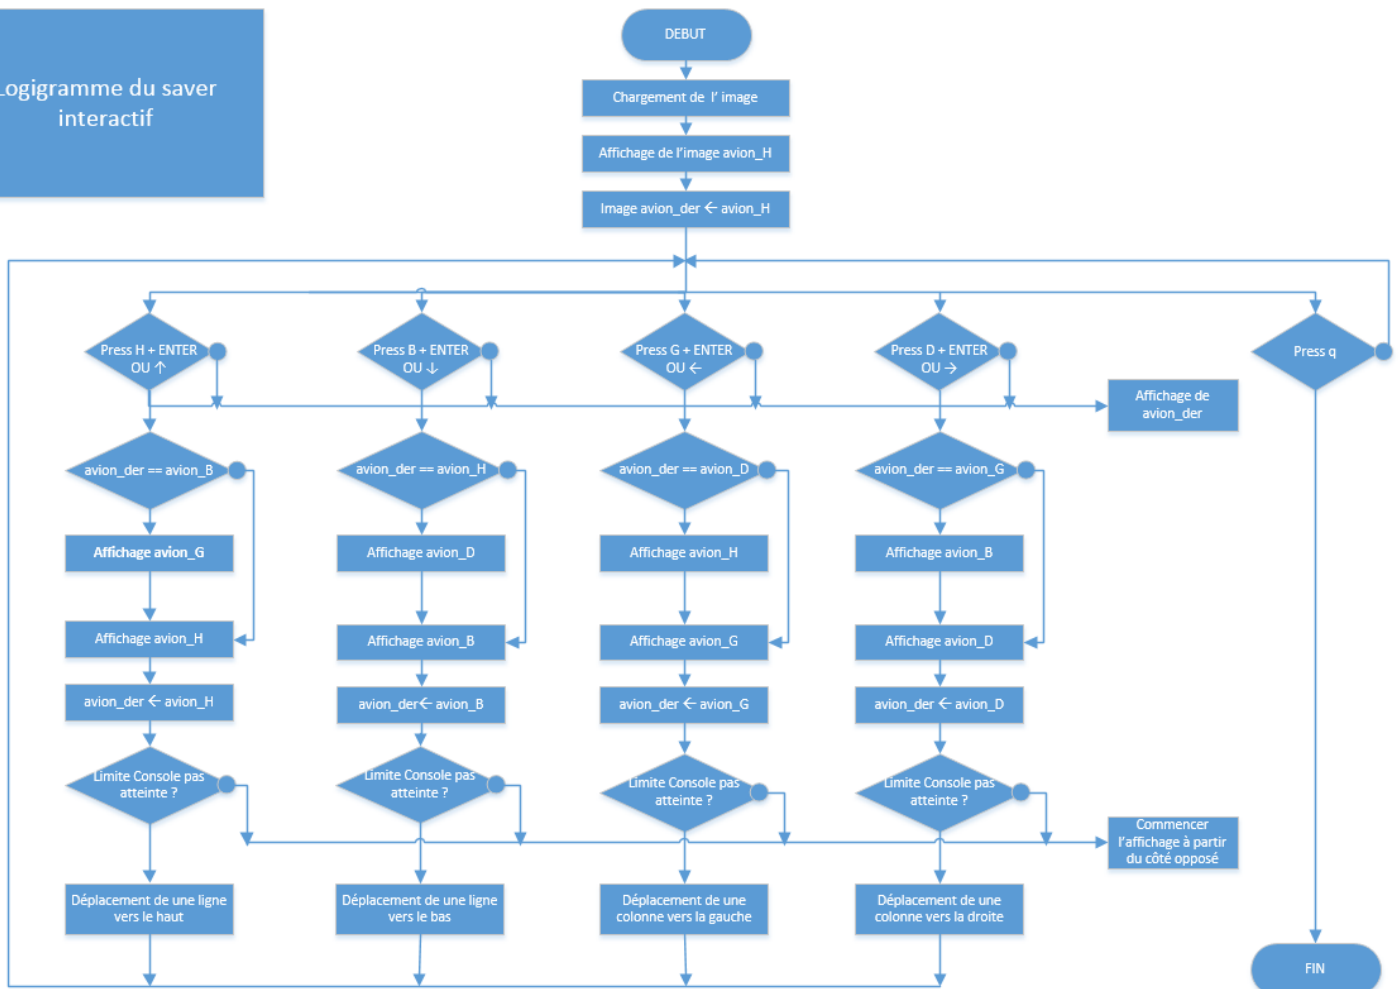 Logigramme du saver
interactif
DEBUT
Chargement de l' image
Affichage de l'image avion_H
Image avion_der ← avion_H
Press H + ENTER
OU ↑
Press B + ENTER
OU ↓
Press G + ENTER
OU ←
Press D + ENTER
OU →
Press q
Affichage de
avion_der
avion_der == avion_B
avion_der == avion_H
avion_der == avion_D
avion_der == avion_G
Affichage avion_G
Affichage avion_D
Affichage avion_H
Affichage avion_B
Affichage avion_H
Affichage avion_B
Affichage avion_G
Affichage avion_D
avion_der ← avion_H
avion_der← avion_B
avion_der ← avion_G
avion_der ← avion_D
Limite Console pas
atteinte ?
Limite Console pas
atteinte ?
Limite Console pas
atteinte ?
Limite Console pas
atteinte ?
Commencer
l'affichage à partir
du côté opposé
Déplacement de une ligne
vers le haut
Déplacement de une ligne
vers le bas
Déplacement de une
colonne vers la gauche
Déplacement de une
colonne vers la droite
FIN